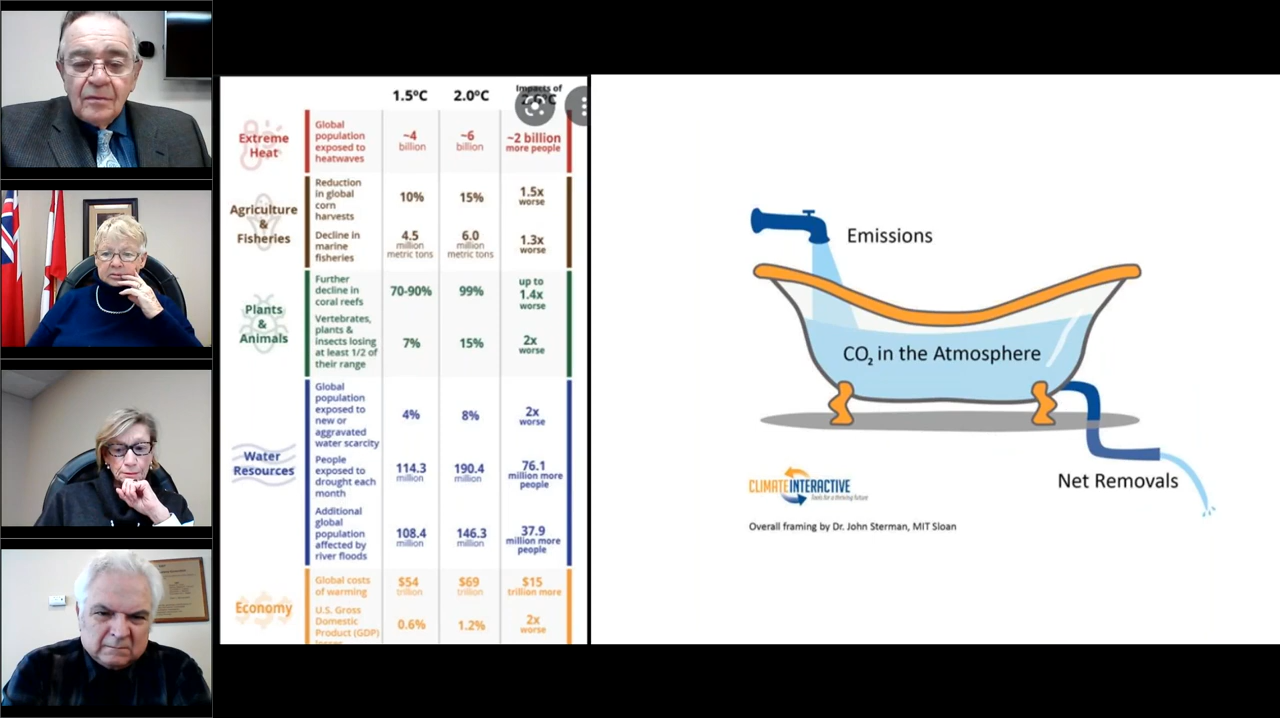 1.5°C 2.0°C Impacts of
Extreme
Heat
Global
population
exposed to
heatwaves
~4
billion
~6
billion
~2 billion
more people
Agriculture
&
Fisheries
Reduction
in global
corn
harvests
10%
15%
1.5x
worse
Decline in
marine
fisheries
4.5
million
metric tons
6.0
million
metric tons
1.3x
worse
Plants
&
Animals
Further
decline in
coral reefs
70-90%
99%
up to
1.4x
worse
Vertebrates,
plants &
insects losing
at least 1/2 of
their range
7%
15%
2x
worse
Water
Resources
Global
population
exposed to
new or
aggravated
water scarcity
4%
8%
2x
worse
People
exposed to
drought each
month
114.3
million
190.4
million
76.1
million more
people
Additional
global
population
affected by
river floods
108.4
million
146.3
million
37.9
million more
people
Economy
Global costs
of warming
$54
trillion
$69
trillion
$15
trillion more
U.S. Gross
Domestic
Product (GDP)
0.6%
1.2%
2x
worse
Emissions
CO₂ in the Atmosphere
Net Removals
CLIMATE INTERACTIVE
Tools for a thriving future
Overall framing by Dr. John Sterman, MIT Sloan